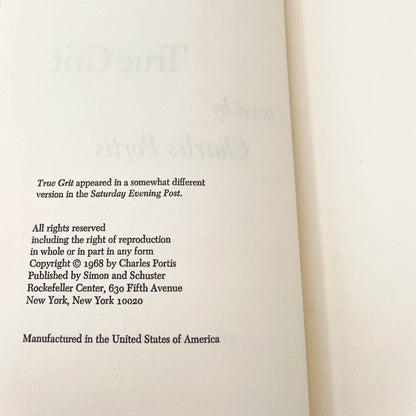 True Grit
a novel by
Charles Portis
True Grit appeared in a somewhat different
version in the Saturday Evening Post.
All rights reserved
including the right of reproduction
in whole or in part in any form
Copyright © 1968 by Charles Portis
Published by Simon and Schuster
Rockefeller Center, 630 Fifth Avenue
New York, New York 10020
Manufactured in the United States of America